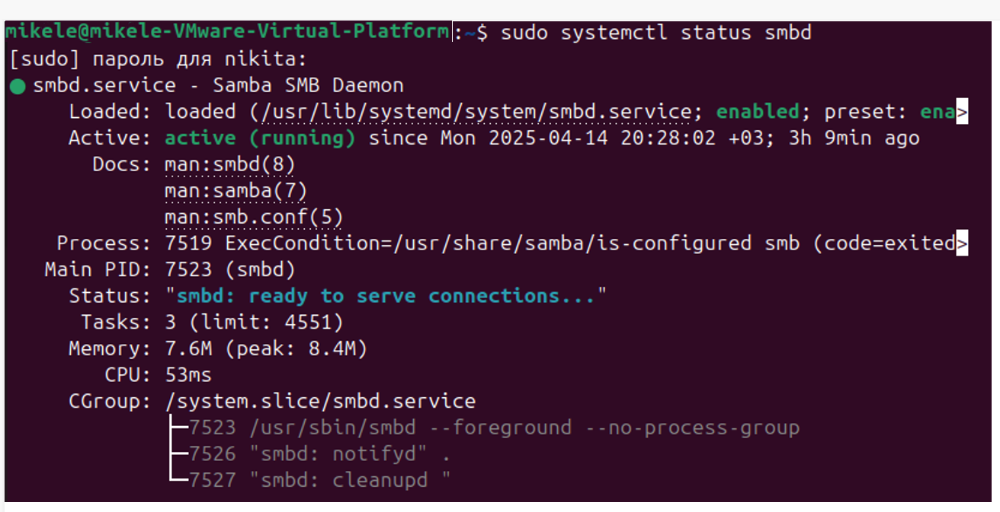 mikele@mikele-VMware-Virtual-Platform:~$ sudo systemctl status smbd
[sudo] пароль для nikita:
● smbd.service - Samba SMB Daemon
Loaded: loaded (/usr/lib/systemd/system/smbd.service; enabled; preset: ena>
Active: active (running) since Mon 2025-04-14 20:28:02 +03; 3h 9min ago
Docs: man:smbd(8)
man:samba(7)
man:smb.conf(5)
Process: 7519 ExecCondition=/usr/share/samba/is-configured smb (code=exited>
Main PID: 7523 (smbd)
Status: "smbd: ready to serve connections..."
Tasks: 3 (limit: 4551)
Memory: 7.6M (peak: 8.4M)
CPU: 53ms
CGroup: /system.slice/smbd.service
├─7523 /usr/sbin/smbd --foreground --no-process-group
├─7526 "smbd: notifyd" .
└─7527 "smbd: cleanupd "